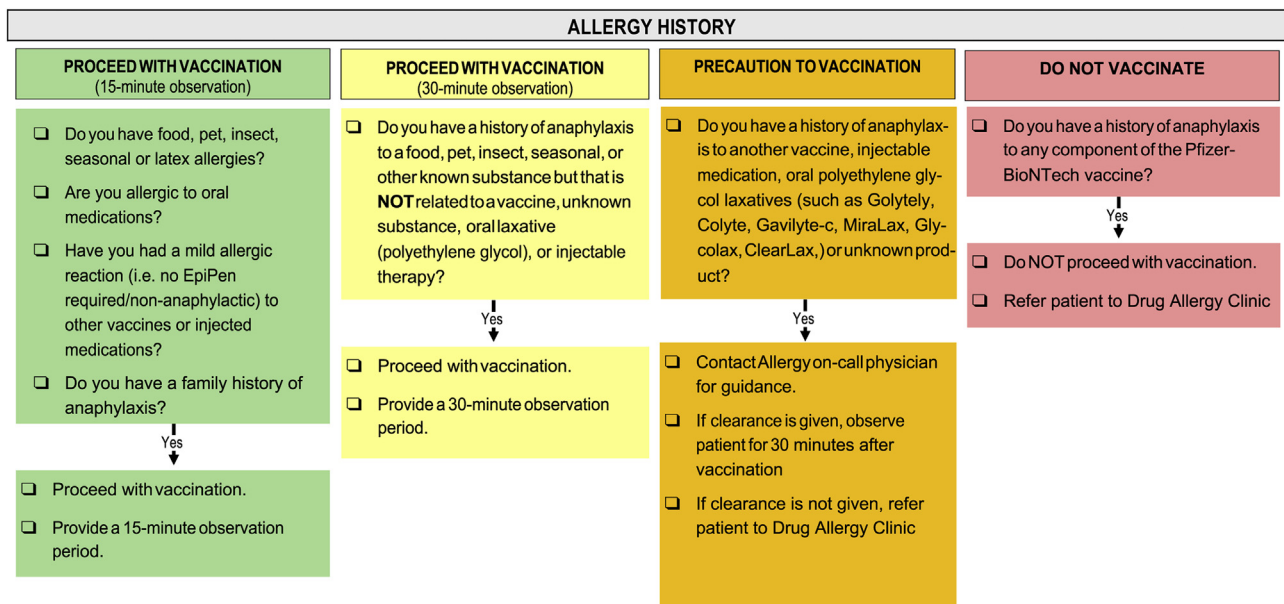 ALLERGY HISTORY
PROCEED WITH VACCINATION
(15-minute observation)
❑ Do you have food, pet, insect,
seasonal or latex allergies?
❑ Are you allergic to oral
medications?
❑ Have you had a mild allergic
reaction (i.e. no EpiPen
required/non-anaphylactic) to
other vaccines or injected
medications?
❑ Do you have a family history of
anaphylaxis?
Yes
❑ Proceed with vaccination.
❑ Provide a 15-minute observation
period.
PROCEED WITH VACCINATION
(30-minute observation)
❑ Do you have a history of anaphylaxis
to a food, pet, insect, seasonal, or
other known substance but that is
NOT related to a vaccine, unknown
substance, oral laxative
(polyethylene glycol), or injectable
therapy?
Yes
❑ Proceed with vaccination.
❑ Provide a 30-minute observation
period.
PRECAUTION TO VACCINATION
❑ Do you have a history of anaphylax-
is to another vaccine, injectable
medication, oral polyethylene gly-
col laxatives (such as Golytely,
Colyte, Gavilyte-c, MiraLax, Gly-
colax, ClearLax,) or unknown prod-
uct?
Yes
❑ Contact Allergy on-call physician
for guidance.
❑ If clearance is given, observe
patient for 30 minutes after
vaccination
❑ If clearance is not given, refer
patient to Drug Allergy Clinic
DO NOT VACCINATE
❑ Do you have a history of anaphylaxis
to any component of the Pfizer-
BioNTech vaccine?
Yes
❑ Do NOT proceed with vaccination.
❑ Refer patient to Drug Allergy Clinic